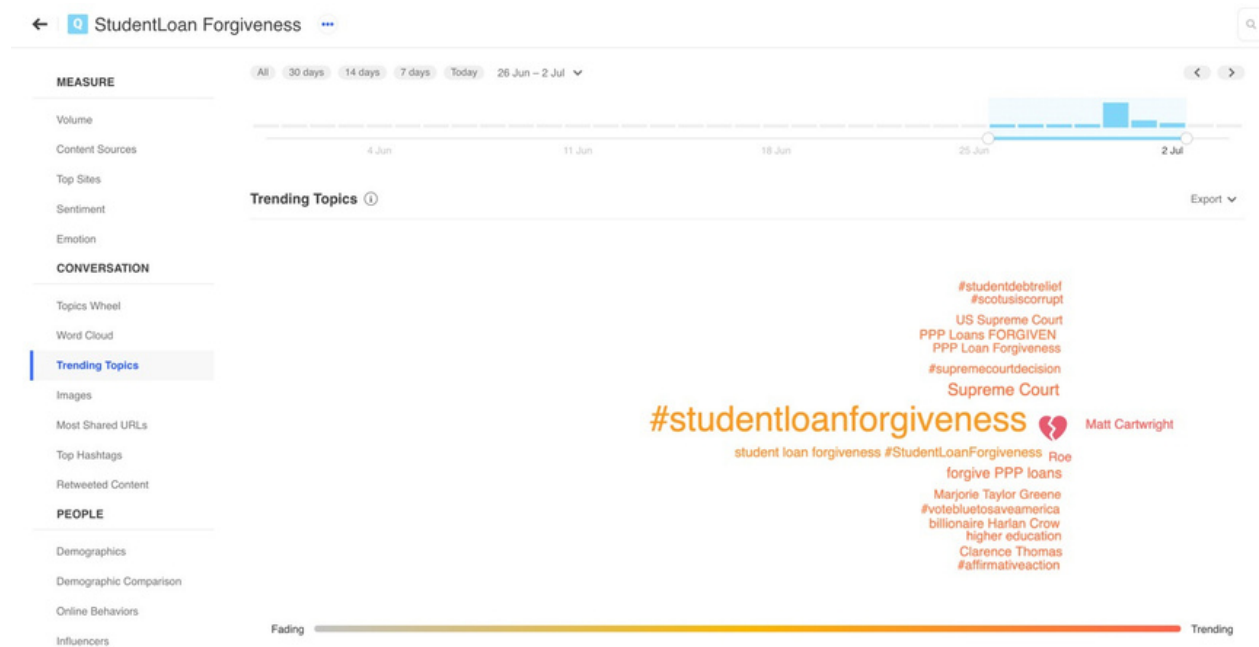 StudentLoan Forgiveness
MEASURE
Volume
Content Sources
Top Sites
Sentiment
Emotion
CONVERSATION
Topics Wheel
Word Cloud
Trending Topics
Images
Most Shared URLs
Top Hashtags
Retweeted Content
PEOPLE
Demographics
Demographic Comparison
Online Behaviors
Influencers
All 30 days 14 days 7 days Today 26 Jun – 2 Jul
4 Jun 11 Jun 18 Jun 25 Jun 2 Jul
Trending Topics
Export
#studentdebtrelief
#scotusiscorrupt
US Supreme Court
PPP Loans FORGIVEN
PPP Loan Forgiveness
#supremecourtdecision
Supreme Court
#studentloanforgiveness
Matt Cartwright
student loan forgiveness #StudentLoanForgiveness
Roe
forgive PPP loans
Marjorie Taylor Greene
#votebluetosaveamerica
billionaire Harlan Crow
higher education
Clarence Thomas
#affirmativeaction
Fading
Trending